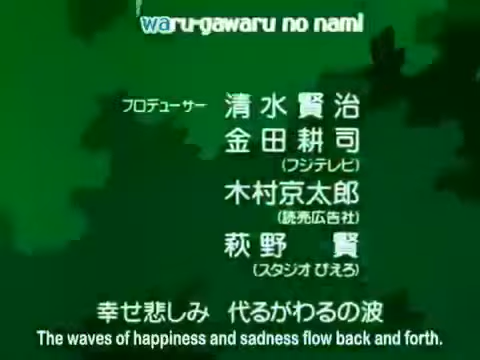 waru-gawaru no nami
プロデューサー 清水賢治
金田耕司
(フジテレビ)
木村京太郎
(読売広告社)
萩野 賢
(スタジオぴえろ)
幸せ悲しみ 代るがわるの波
The waves of happiness and sadness flow back and forth.